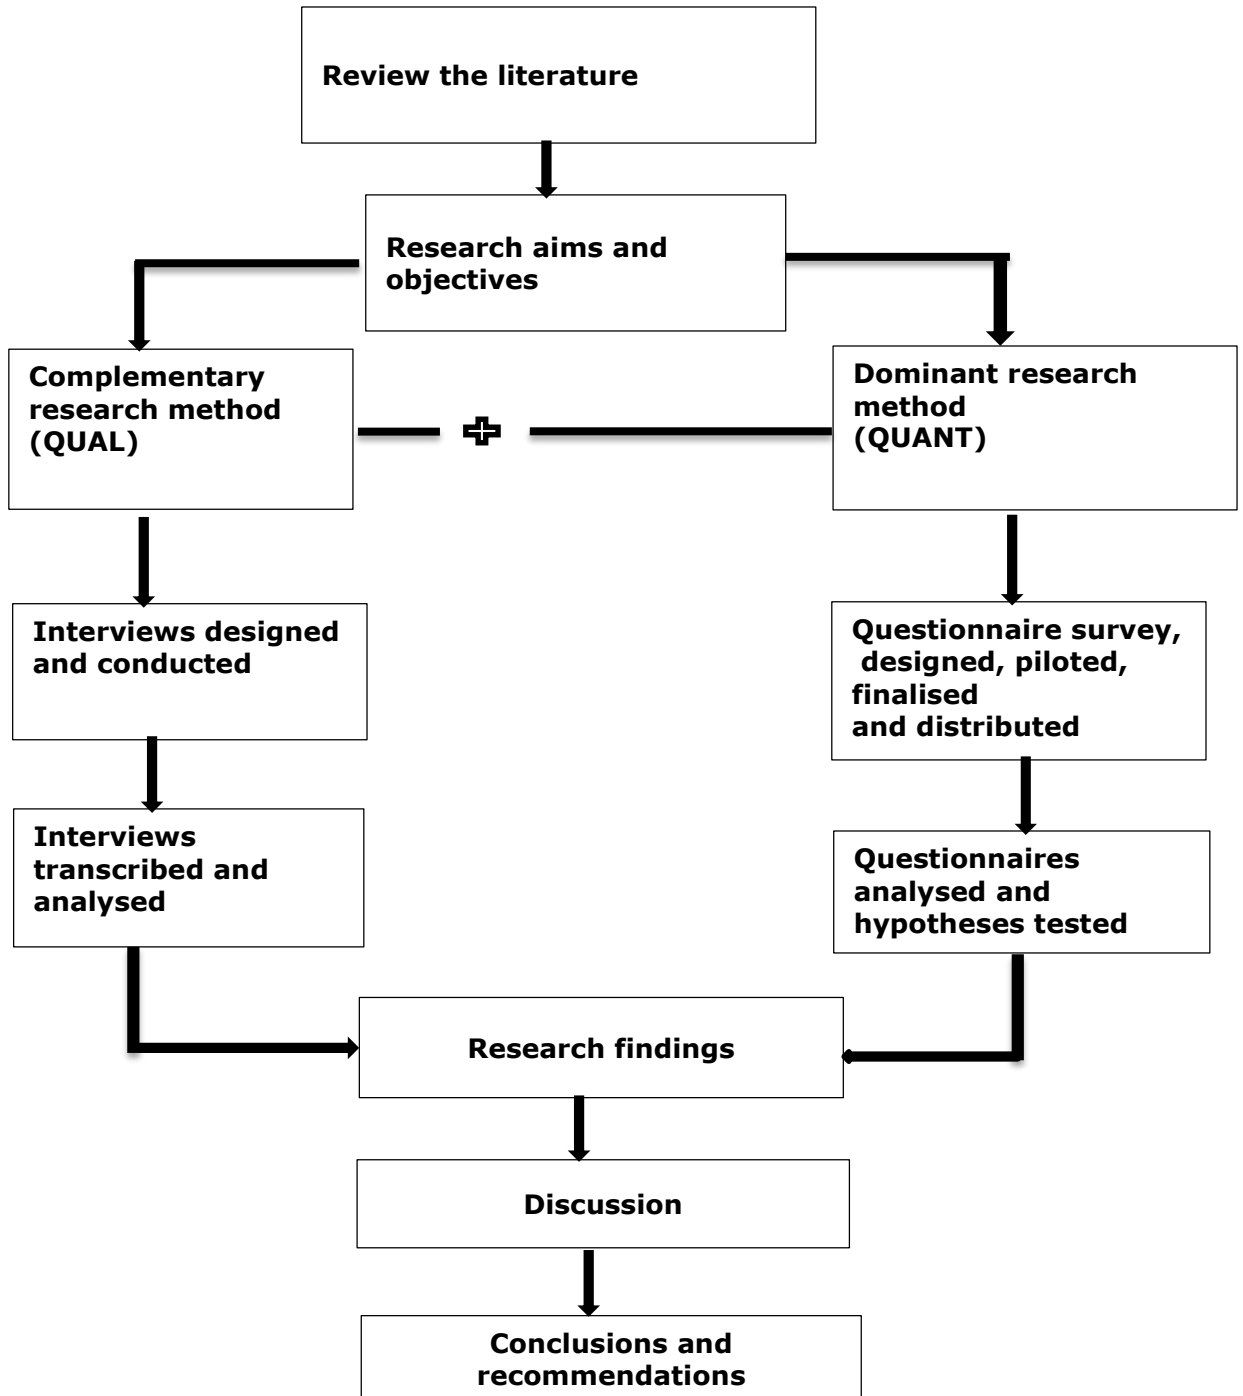 Review the literature
Research aims and
objectives
Complementary
research method
(QUAL)
Dominant research
method
(QUANT)
Interviews designed
and conducted
Questionnaire survey,
designed, piloted,
finalised
and distributed
Interviews
transcribed and
analysed
Questionnaires
analysed and
hypotheses tested
Research findings
Discussion
Conclusions and
recommendations